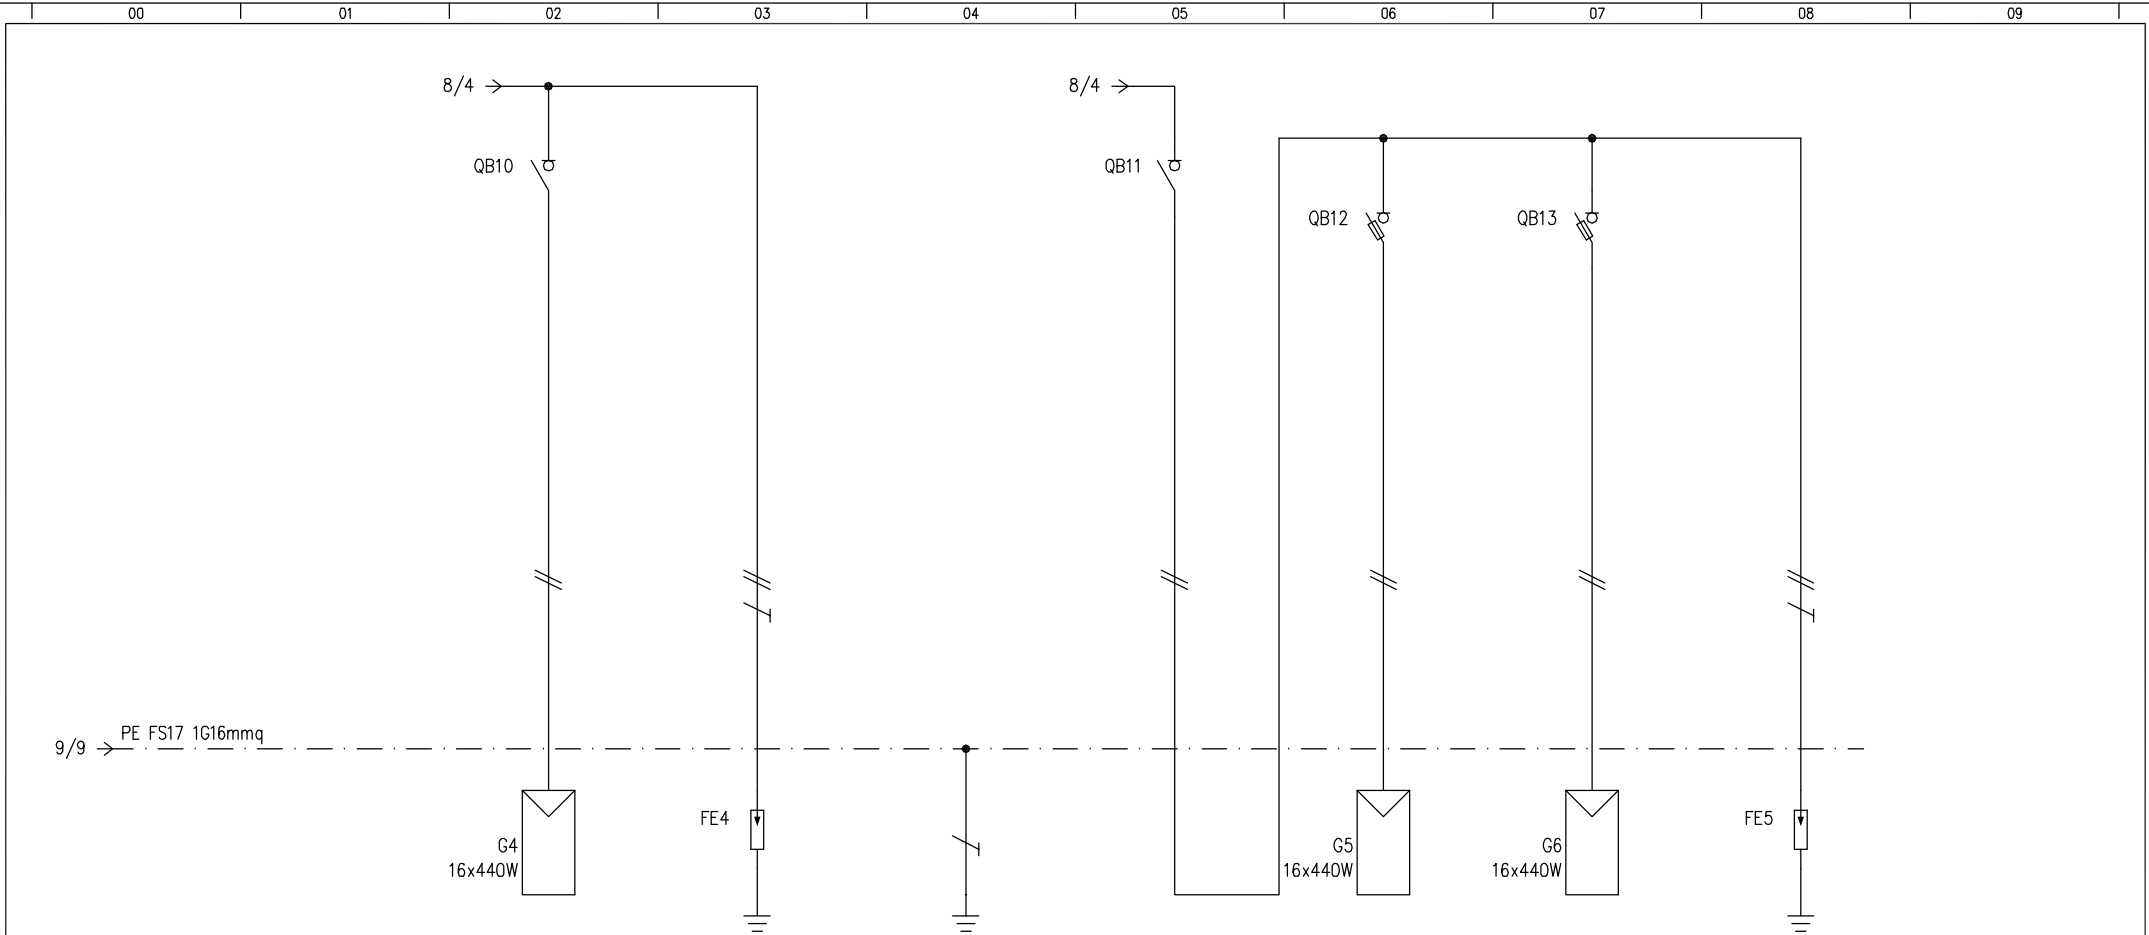 00 01 02 03 04 05 06 07 08 09
8/4 8/4
QB10 QB11
QB12 QB13
PE FS17 1G16mmq
9/9
FE4 FE5
G4 G5 G6
16x440W 16x440W 16x440W